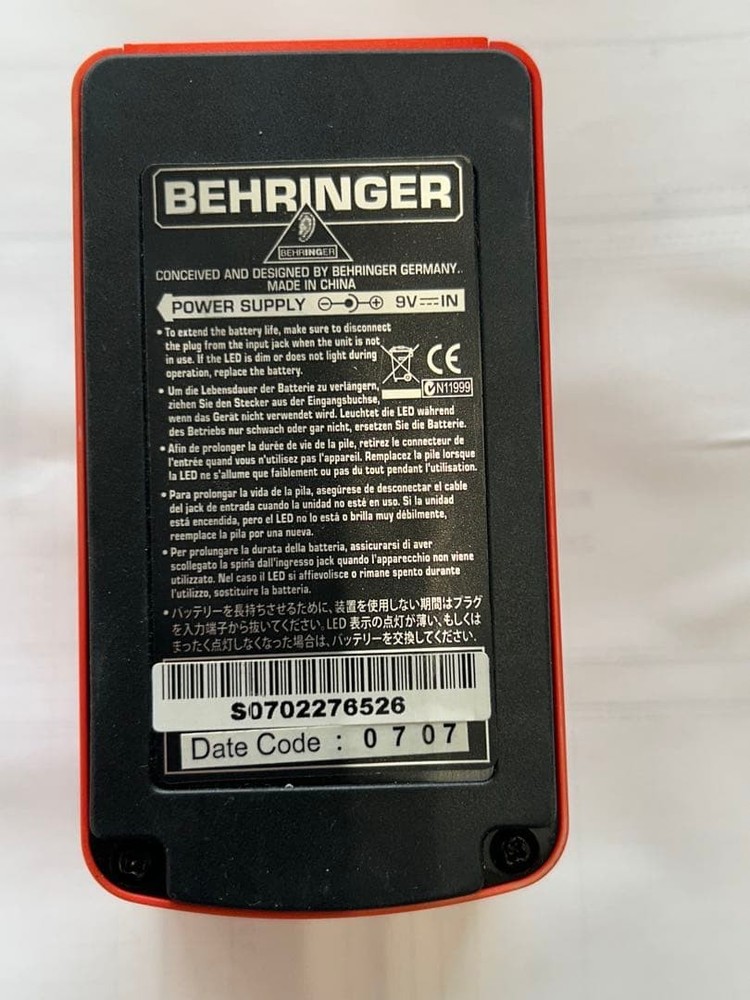 BEHRINGER
BEHRINGER
CONCEIVED AND DESIGNED BY BEHRINGER GERMANY.
MADE IN CHINA
POWER SUPPLY 9V IN
• To extend the battery life, make sure to disconnect
the plug from the input jack when the unit is not
in use. If the LED is dim or does not light during
operation, replace the battery.
CE
N11999
• Um die Lebensdauer der Batterie zu verlängern,
ziehen Sie den Stecker aus der Eingangsbuchse,
wenn das Gerät nicht verwendet wird. Leuchtet die LED während
des Betriebs nur schwach oder gar nicht, ersetzen Sie die Batterie.
• Afin de prolonger la durée de vie de la pile, retirez le connecteur de
l'entrée quand vous n'utilisez pas l'appareil. Remplacez la pile lorsque
la LED ne s'allume que faiblement ou pas du tout pendant l'utilisation.
• Para prolongar la vida de la pila, asegúrese de desconectar el cable
del jack de entrada cuando la unidad no esté en uso. Si la unidad
está encendida, pero el LED no lo está o brilla muy débilmente,
reemplace la pila por una nueva.
• Per prolungare la durata della batteria, assicurarsi di aver
scollegato la spina dall'ingresso jack quando l'apparecchio non viene
utilizzato. Nel caso il LED si affievolisce o rimane spento durante
l'utilizzo, sostituire la batteria.
• バッテリーを長持ちさせるために、装置を使用しない期間はプラグ
を入力端子から抜いてください。LED 表示の点灯が薄い、もしくは
まったく点灯しなくなった場合は、バッテリーを交換してください。
S0702276526
Date Code : 0707